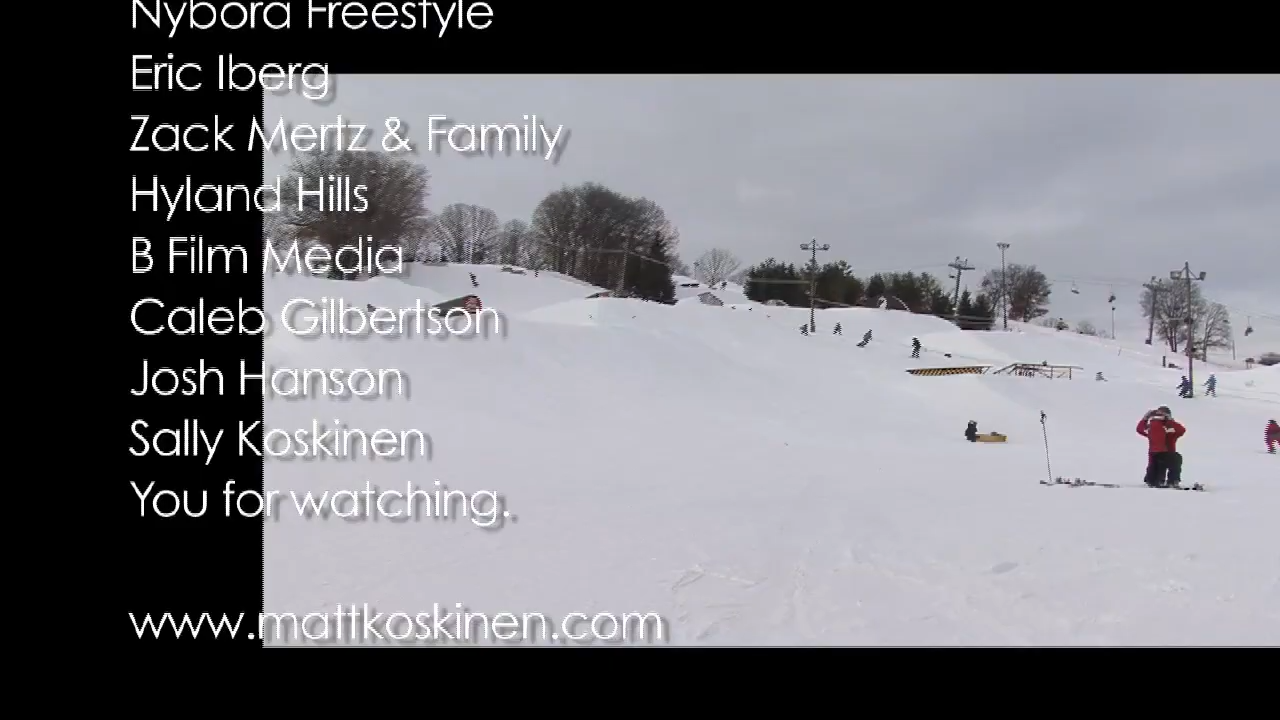 Nybora Freestyle
Eric Iberg
Zack Mertz & Family
Hyland Hills
B Film Media
Caleb Gilbertson
Josh Hanson
Sally Koskinen
You for watching.
www.mattkoskinen.com